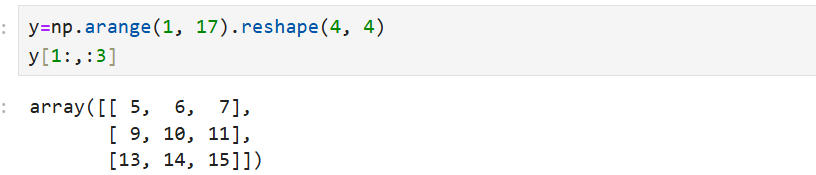 y=np.arange(1, 17).reshape(4, 4)
y[1:,:3]
array([[ 5,  6,  7],
       [ 9, 10, 11],
       [13, 14, 15]])